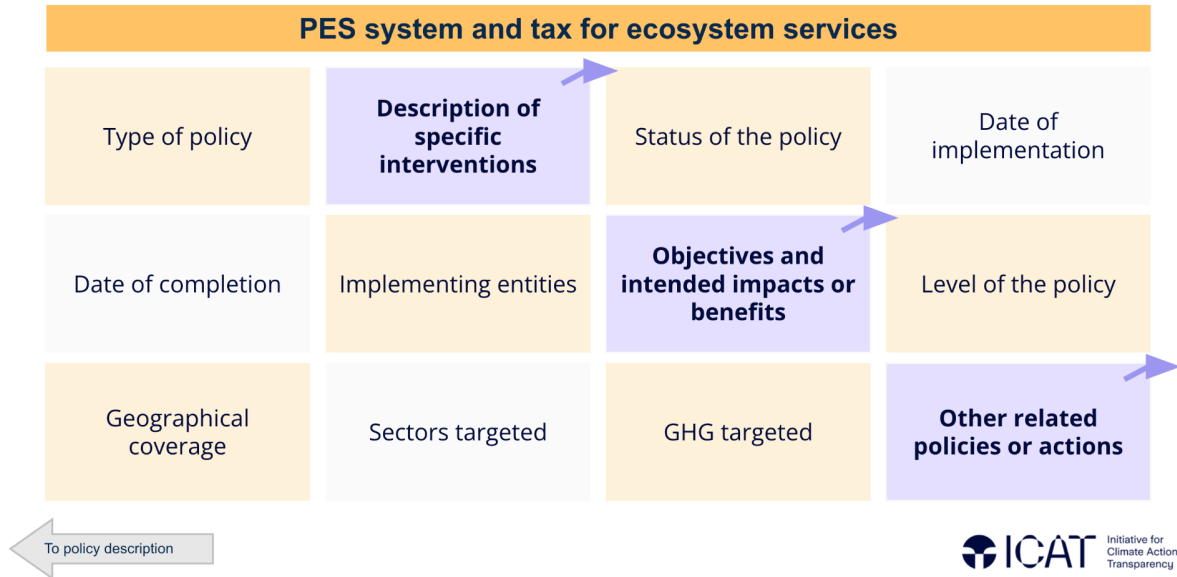 PES system and tax for ecosystem services
Type of policy
Description of
specific
interventions
Status of the policy
Date of
implementation
Date of completion
Implementing entities
Objectives and
intended impacts or
benefits
Level of the policy
Geographical
coverage
Sectors targeted
GHG targeted
Other related
policies or actions
To policy description
ICAT
Initiative for
Climate Action
Transparency